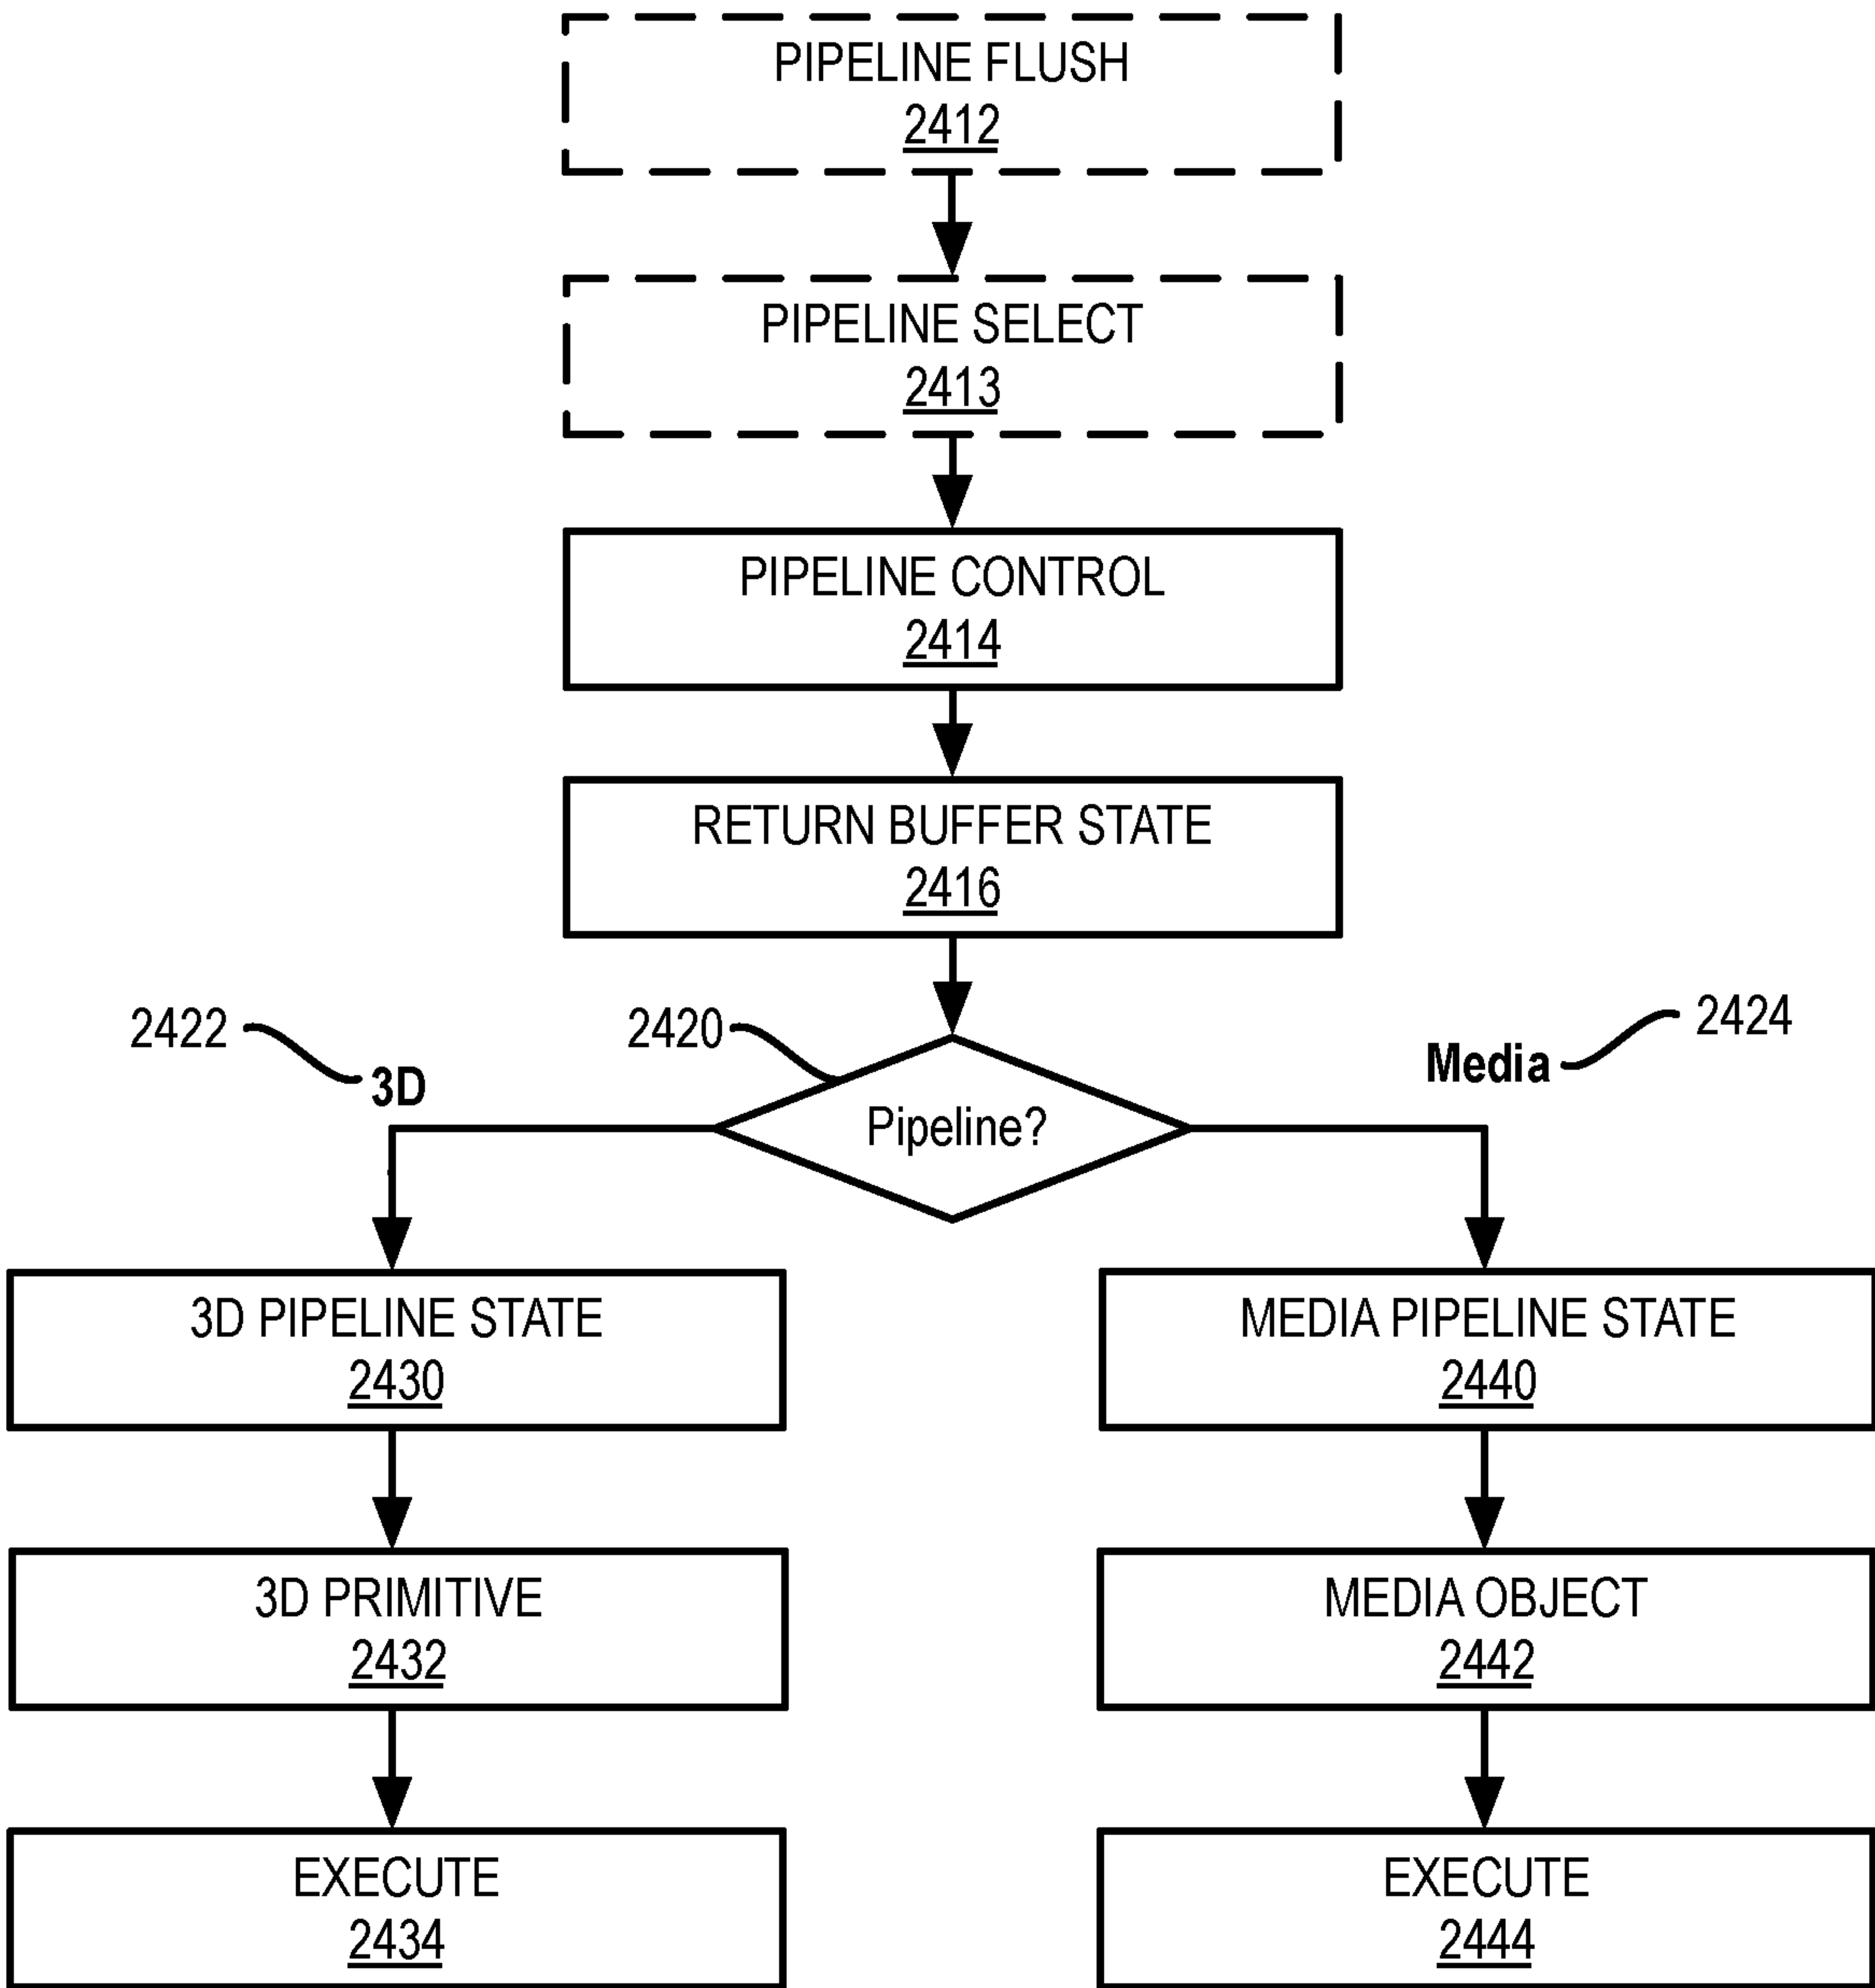 PIPELINE FLUSH
2412
PIPELINE SELECT
2413
PIPELINE CONTROL
2414
RETURN BUFFER STATE
2416
2422
2420
2424
3D
Media
Pipeline?
3D PIPELINE STATE
2430
MEDIA PIPELINE STATE
2440
3D PRIMITIVE
2432
MEDIA OBJECT
2442
EXECUTE
2434
EXECUTE
2444